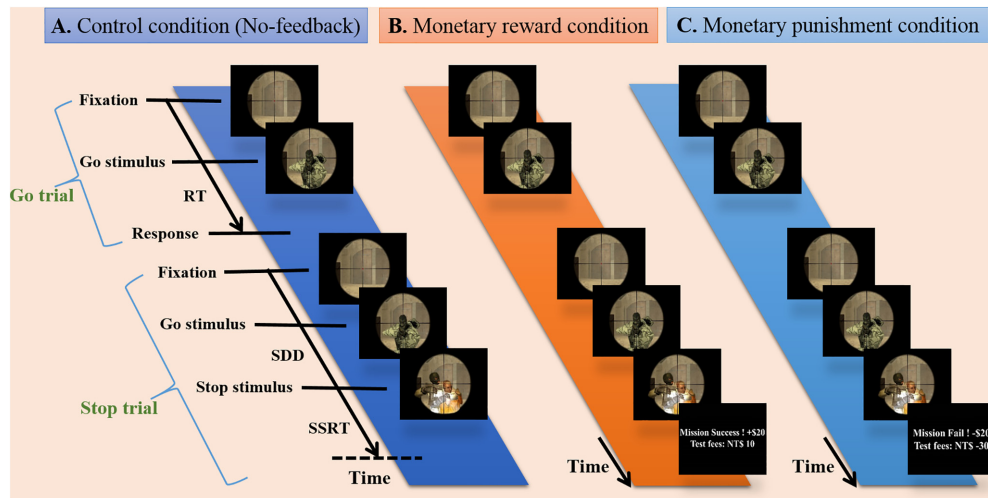 A. Control condition (No-feedback)
B. Monetary reward condition
C. Monetary punishment condition
Fixation
Go stimulus
Go trial
RT
Response
Fixation
Go stimulus
SDD
Stop stimulus
Stop trial
SSRT
Time
Mission Success ! +$20
Test fees: NT$ 10
Time
Mission Fail ! -$20
Test fees: NT$ -30
Time